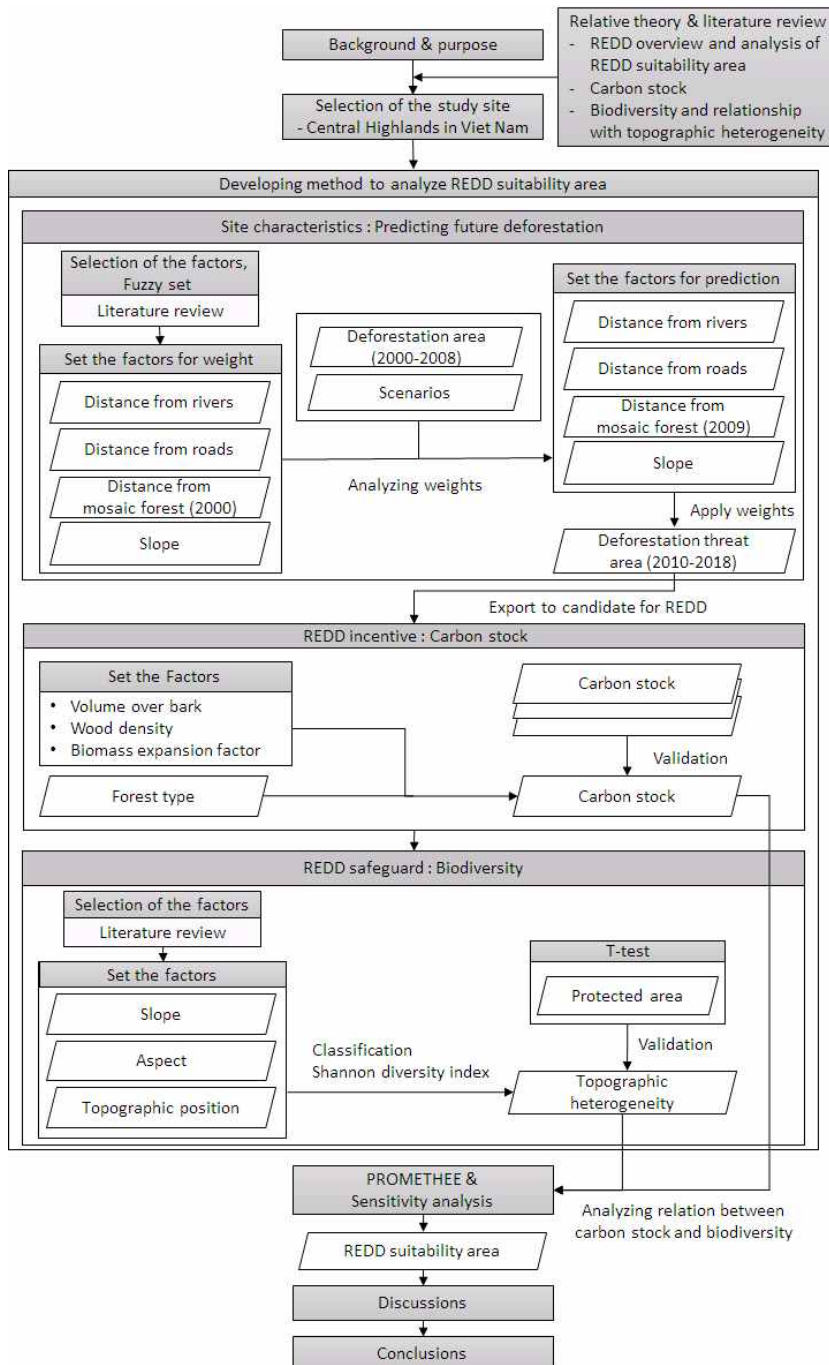 Background & purpose
Relative theory & literature review
- REDD overview and analysis of
REDD suitability area
- Carbon stock
- Biodiversity and relationship
with topographic heterogeneity
Selection of the study site
- Central Highlands in Viet Nam
Developing method to analyze REDD suitability area
Site characteristics : Predicting future deforestation
Selection of the factors,
Fuzzy set
Literature review
Set the factors for weight
Distance from rivers
Distance from roads
Distance from
mosaic forest (2000)
Slope
Deforestation area
(2000-2008)
Scenarios
Analyzing weights
Set the factors for prediction
Distance from rivers
Distance from roads
Distance from
mosaic forest (2009)
Slope
Apply weights
Deforestation threat
area (2010-2018)
Export to candidate for REDD
REDD incentive : Carbon stock
Set the Factors
• Volume over bark
• Wood density
• Biomass expansion factor
Forest type
Carbon stock
Validation
Carbon stock
REDD safeguard : Biodiversity
Selection of the factors
Literature review
Set the factors
Slope
Aspect
Topographic position
Classification
Shannon diversity index
T-test
Protected area
Validation
Topographic
heterogeneity
PROMETHEE &
Sensitivity analysis
Analyzing relation between
carbon stock and biodiversity
REDD suitability area
Discussions
Conclusions